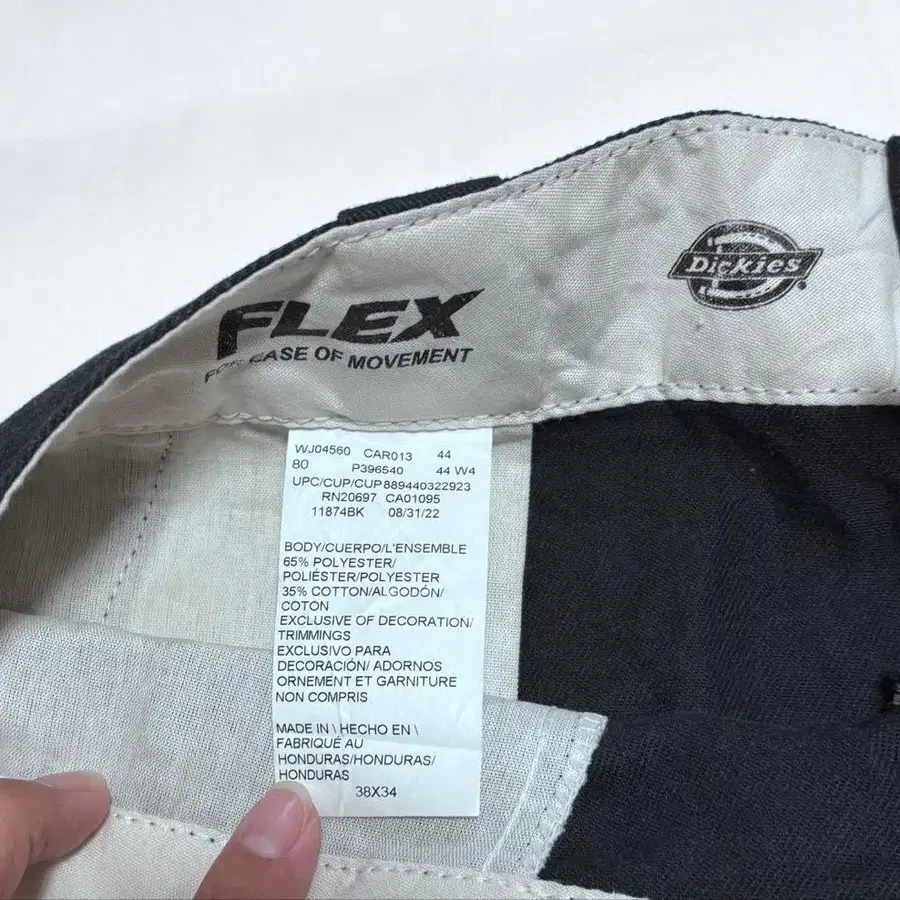 FLEX
FOR EASE OF MOVEMENT
Dickies
WJ04560 CAR013 44
80 P396540 44 W4
UPC/CUP/CUP889440322923
RN20697 CA01095
11874BK 08/31/22
BODY/CUERPO/L'ENSEMBLE
65% POLYESTER/
POLIÉSTER/POLYESTER
35% COTTON/ALGODÓN/
COTON
EXCLUSIVE OF DECORATION/
TRIMMINGS
EXCLUSIVO PARA
DECORACIÓN/ ADORNOS
ORNEMENT ET GARNITURE
NON COMPRIS
MADE IN \ HECHO EN \
FABRIQUÉ AU
HONDURAS/HONDURAS/
HONDURAS
38X34